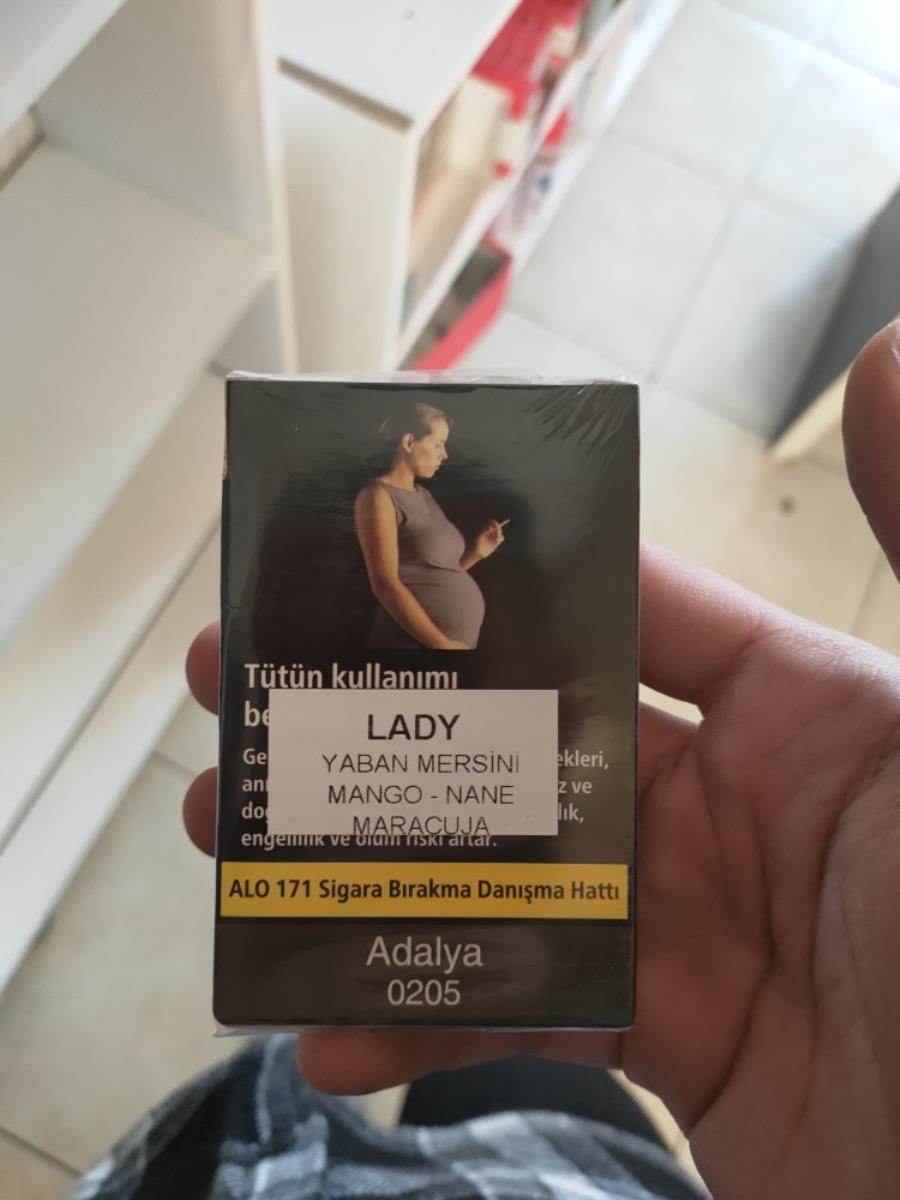 Tütün kullanımı
LADY
YABAN MERSİNİ
MANGO - NANE
MARACUJA
engellilik ve ölüm riski artar.
ALO 171 Sigara Bırakma Danışma Hattı
Adalya
0205